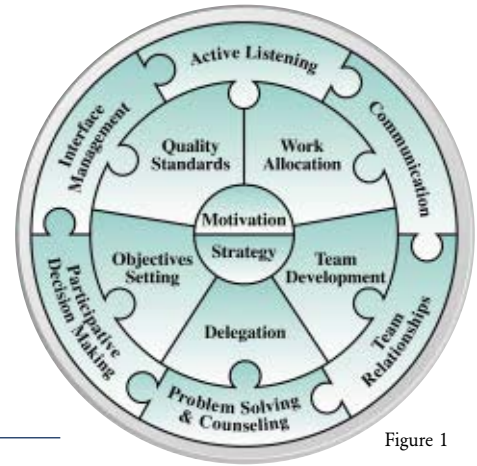 Active Listening
Communication
Team
Relationships
Problem Solving
& Counseling
Participative
Decision Making
Interface
Management
Quality
Standards
Work
Allocation
Team
Development
Delegation
Objectives
Setting
Motivation
Strategy
Figure 1